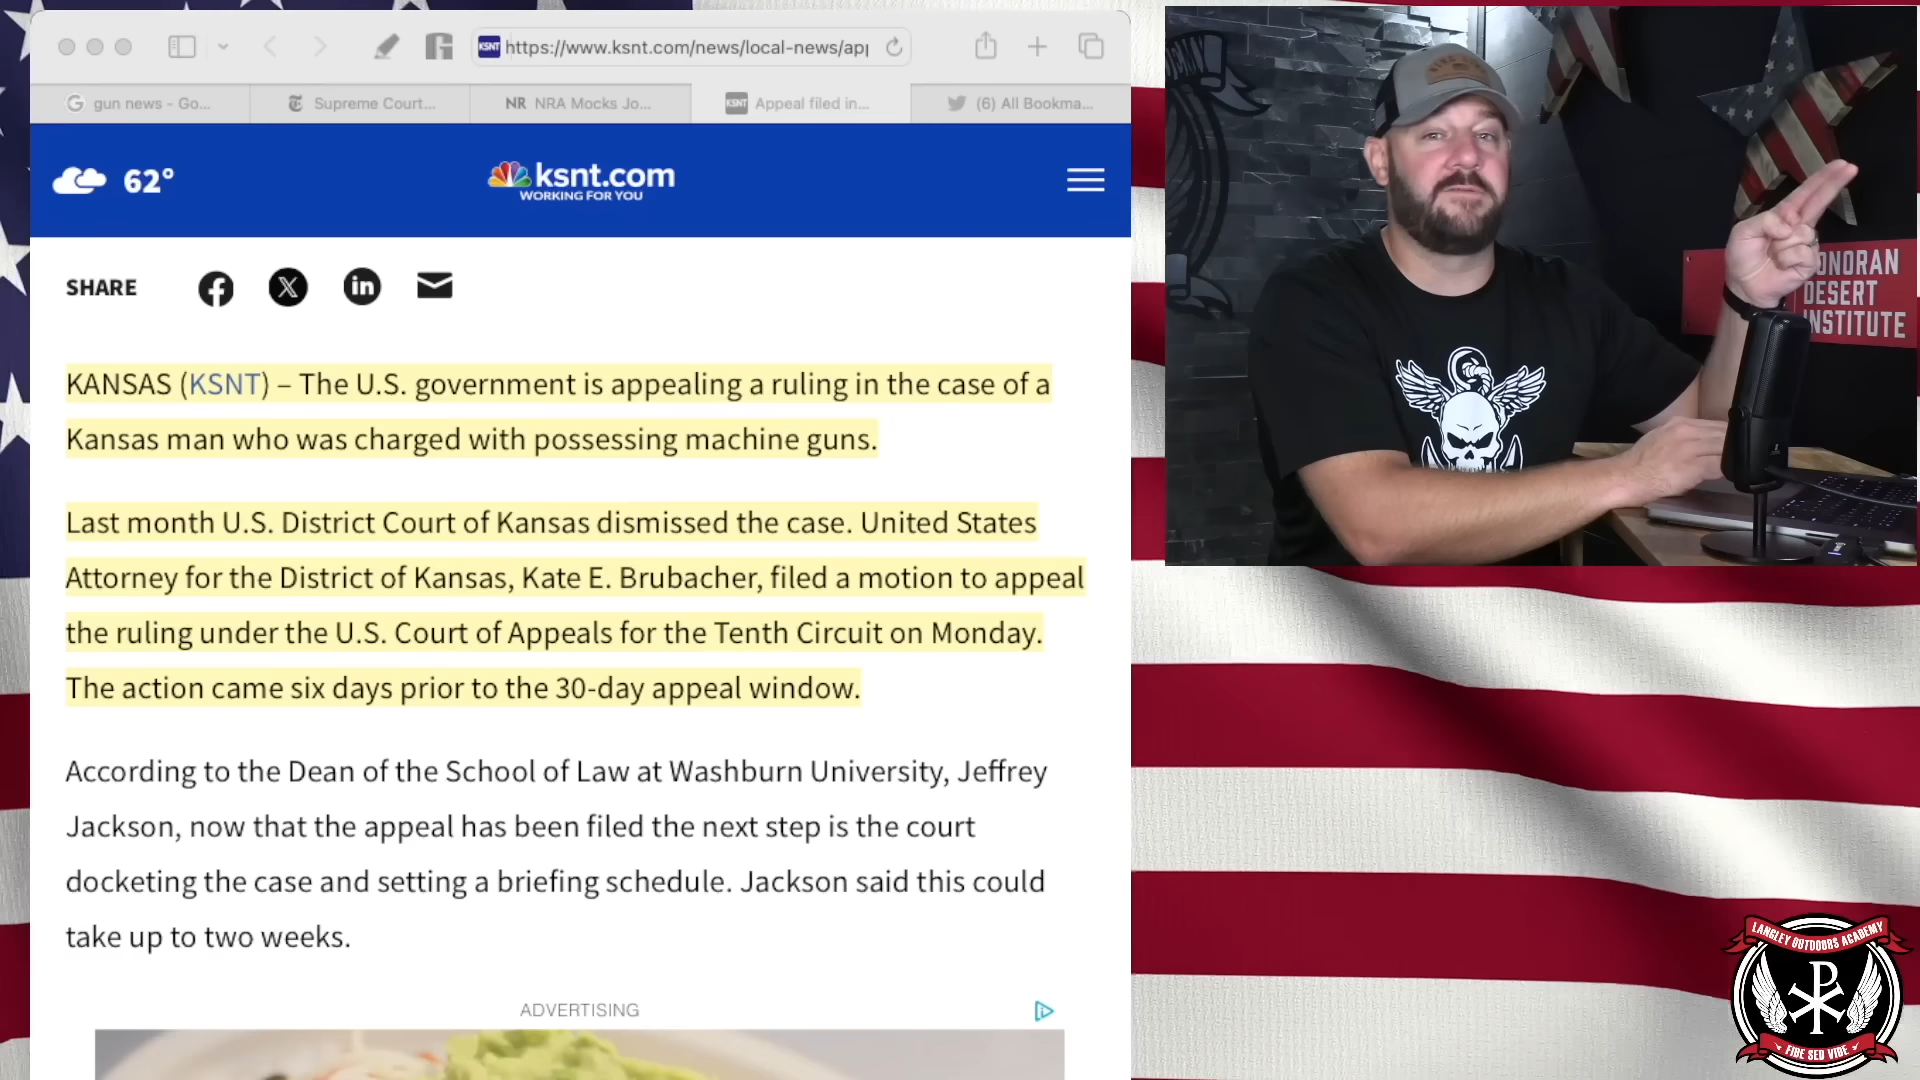 https://www.ksnt.com/news/local-news/app
gun news - Go...
Supreme Court...
NR NRA Mocks Jo...
KSNT Appeal filed in...
(6) All Bookma...
62°
ksnt.com
WORKING FOR YOU
SHARE
KANSAS (KSNT) – The U.S. government is appealing a ruling in the case of a
Kansas man who was charged with possessing machine guns.
Last month U.S. District Court of Kansas dismissed the case. United States
Attorney for the District of Kansas, Kate E. Brubacher, filed a motion to appeal
the ruling under the U.S. Court of Appeals for the Tenth Circuit on Monday.
The action came six days prior to the 30-day appeal window.
According to the Dean of the School of Law at Washburn University, Jeffrey
Jackson, now that the appeal has been filed the next step is the court
docketing the case and setting a briefing schedule. Jackson said this could
take up to two weeks.
ADVERTISING
ONORAN
DESERT
INSTITUTE
LANGLEY OUTDOORS ACADEMY
FIDE SED VIDE